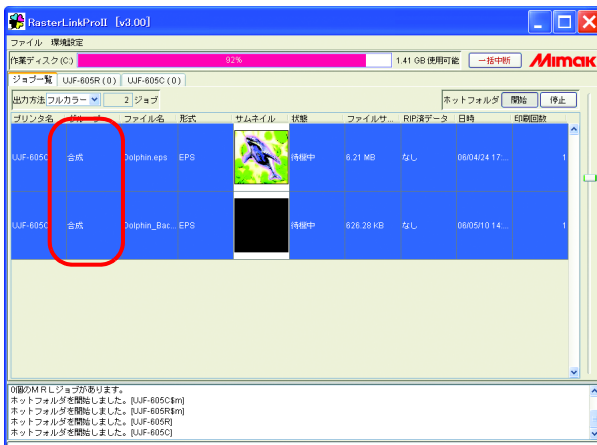 RasterLinkProII [v3.00]
ファイル 環境設定
作業ディスク(C:) 92% 1.41 GB 使用可能 一括中断 Mimaki
ジョブ一覧 UJF-605R ( 0 ) UJF-605C ( 0 )
出力方法 フルカラー 2 ジョブ ホットフォルダ 開始 停止
プリンタ名 グループ ファイル名 形式 サムネイル 状態 ファイルサ... RIP済データ 日時 印刷回数
UJF-605C 合成 Dolphin.eps EPS 待機中 6.21 MB なし 06/04/24 17:... 1
UJF-605C 合成 Dolphin_Bac... EPS 待機中 626.28 KB なし 06/05/10 14:... 1
0個のＭＲＬジョブがあります。
ホットフォルダを開始しました。[UJF-605C$m]
ホットフォルダを開始しました。[UJF-605R$m]
ホットフォルダを開始しました。[UJF-605R]
ホットフォルダを開始しました。[UJF-605C]